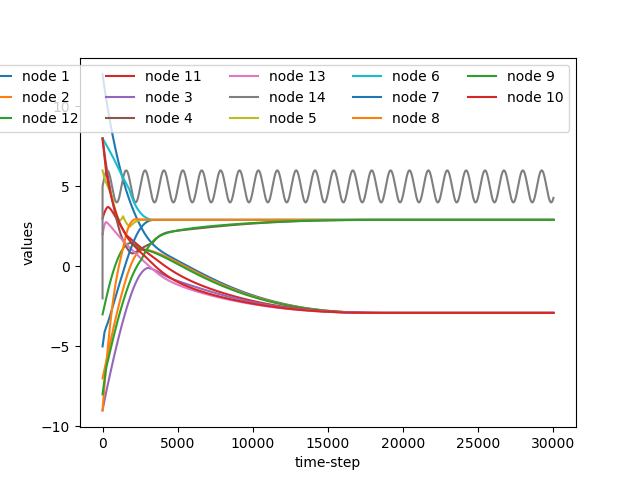 node 1 node 11 node 13 node 6 node 9
node 2 node 3 node 14 node 7 node 10
node 12 node 4 node 5 node 8
10
5
0
−5
−10
values
0 5000 10000 15000 20000 25000 30000
time-step